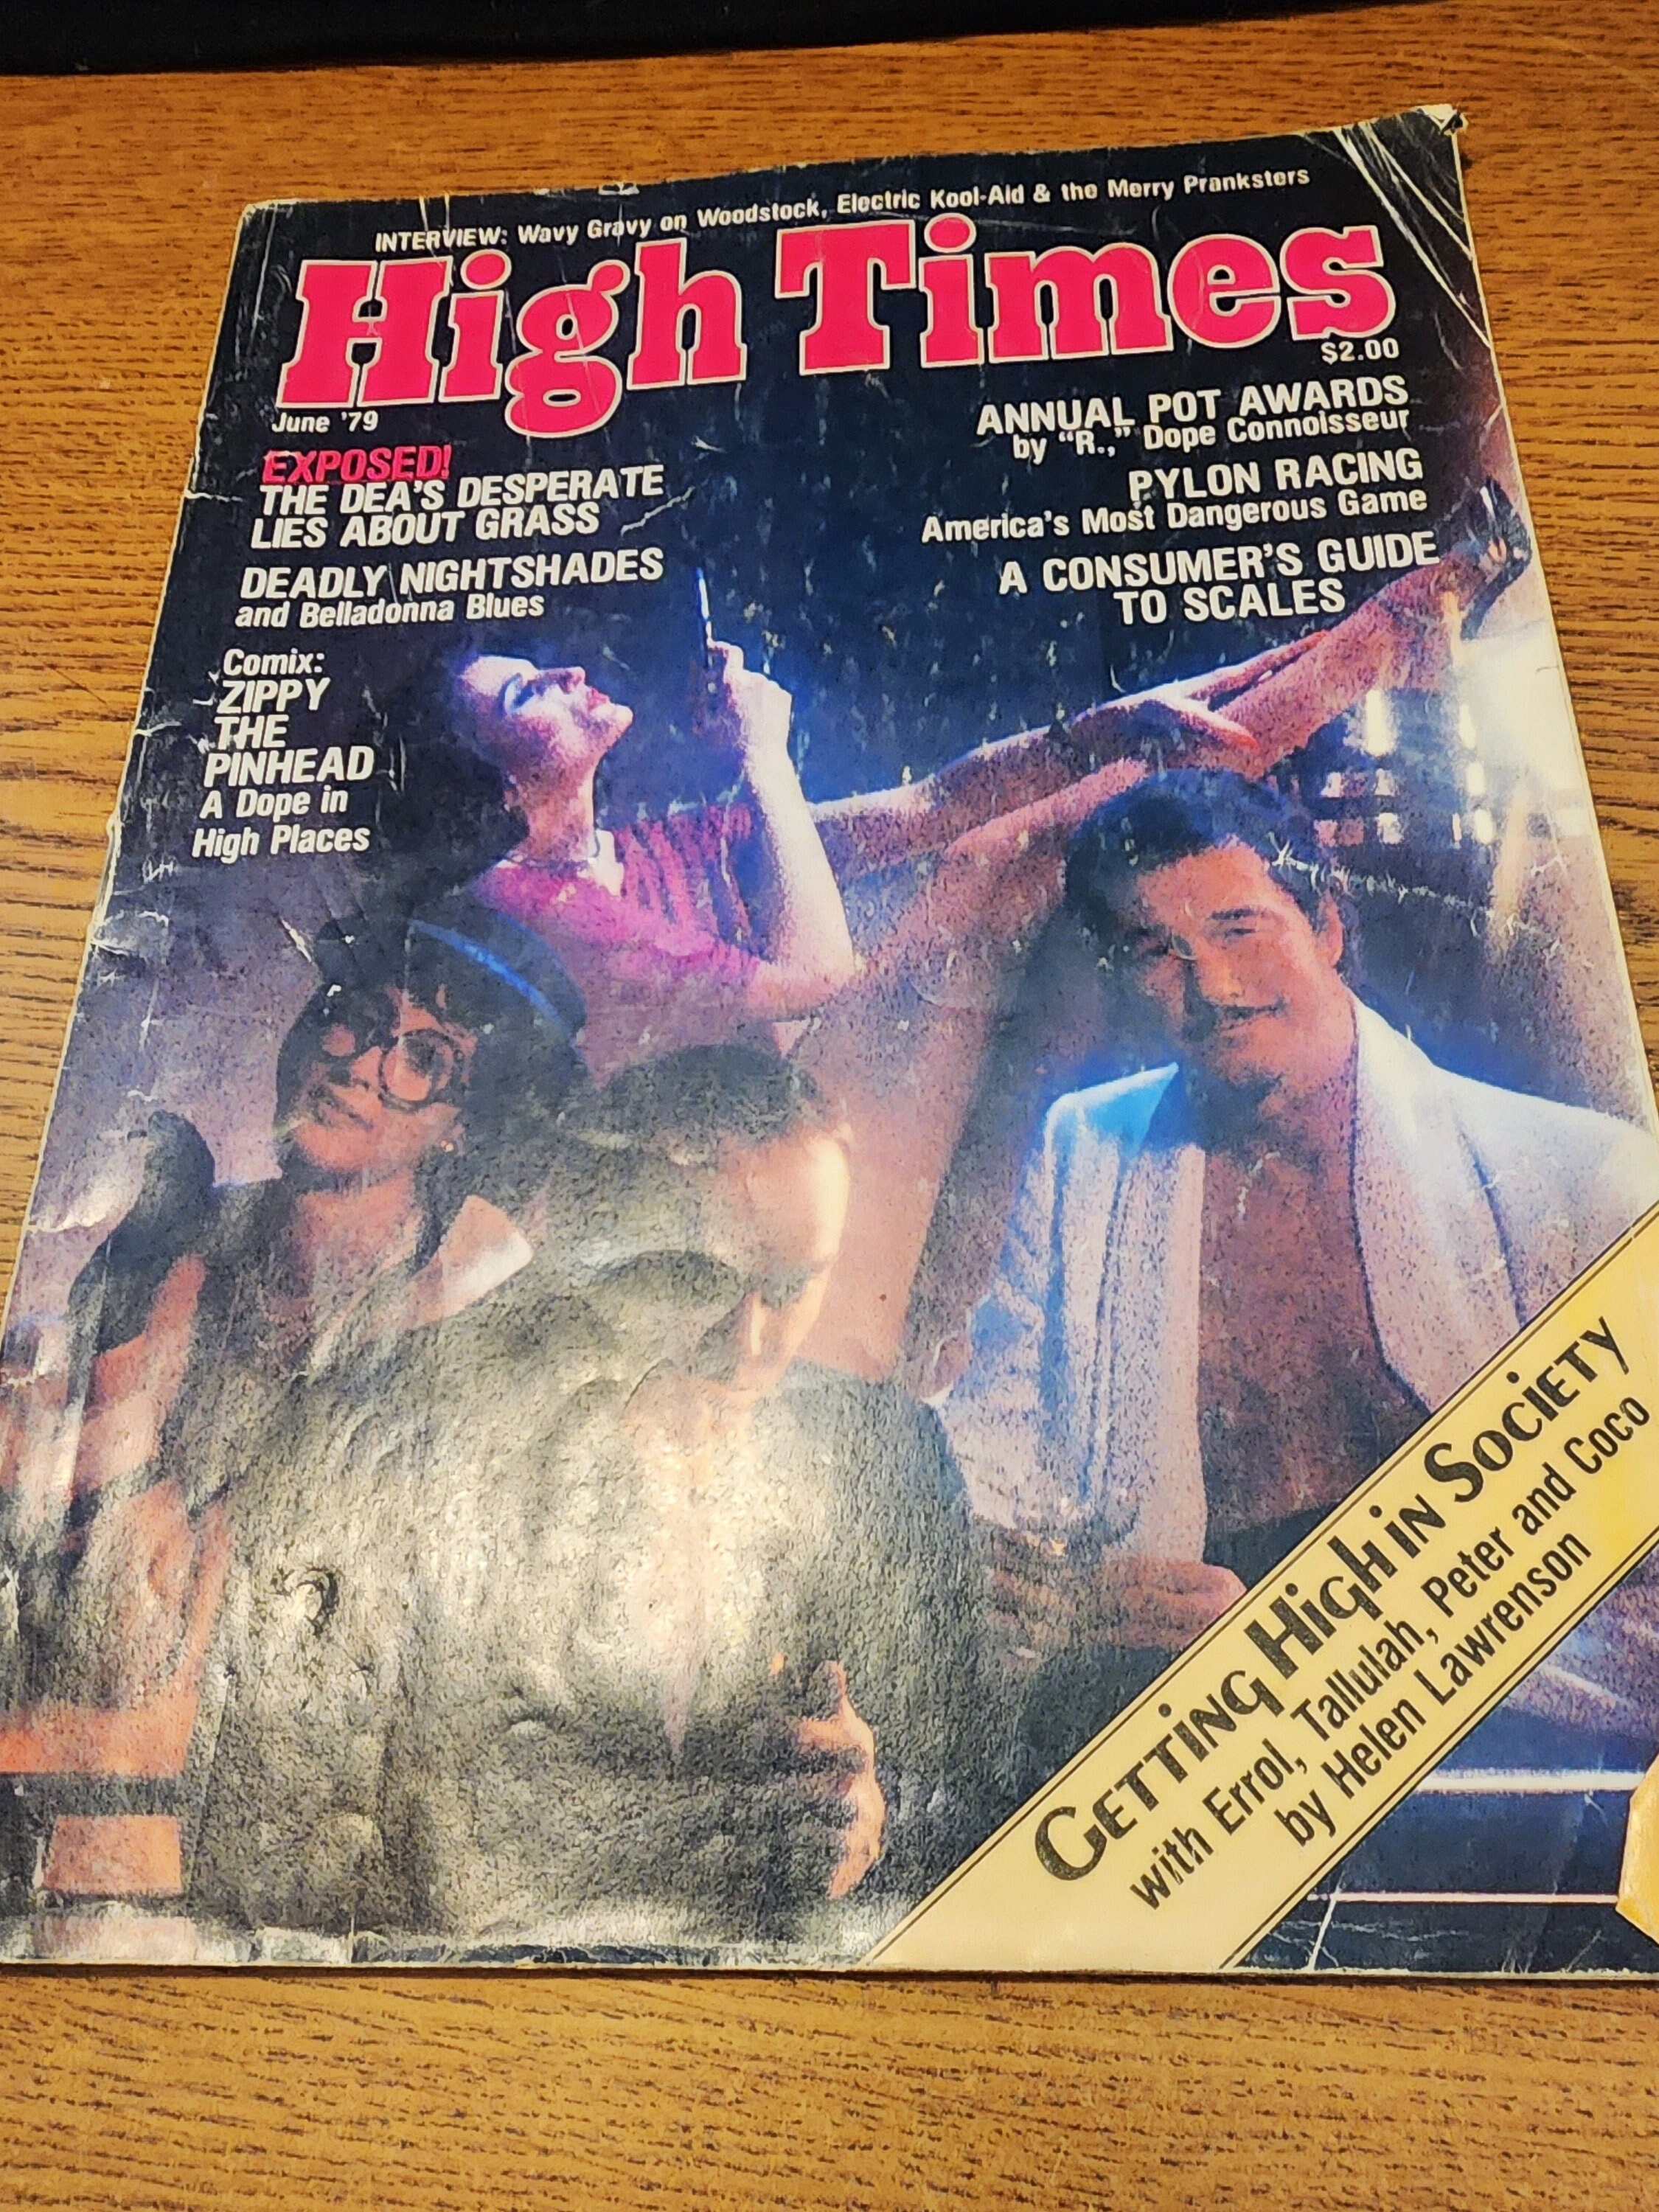 INTERVIEW: Wavy Gravy on Woodstock, Electric Kool-Aid & the Merry Pranksters
High Times
$2.00
June '79
EXPOSED!
THE DEA'S DESPERATE
LIES ABOUT GRASS
DEADLY NIGHTSHADES
and Belladonna Blues
Comix:
ZIPPY
THE
PINHEAD
A Dope in
High Places
ANNUAL POT AWARDS
by "R.," Dope Connoisseur
PYLON RACING
America's Most Dangerous Game
A CONSUMER'S GUIDE
TO SCALES
GETTING HIGH IN SOCIETY
with Errol, Tallulah, Peter and Coco
by Helen Lawrenson